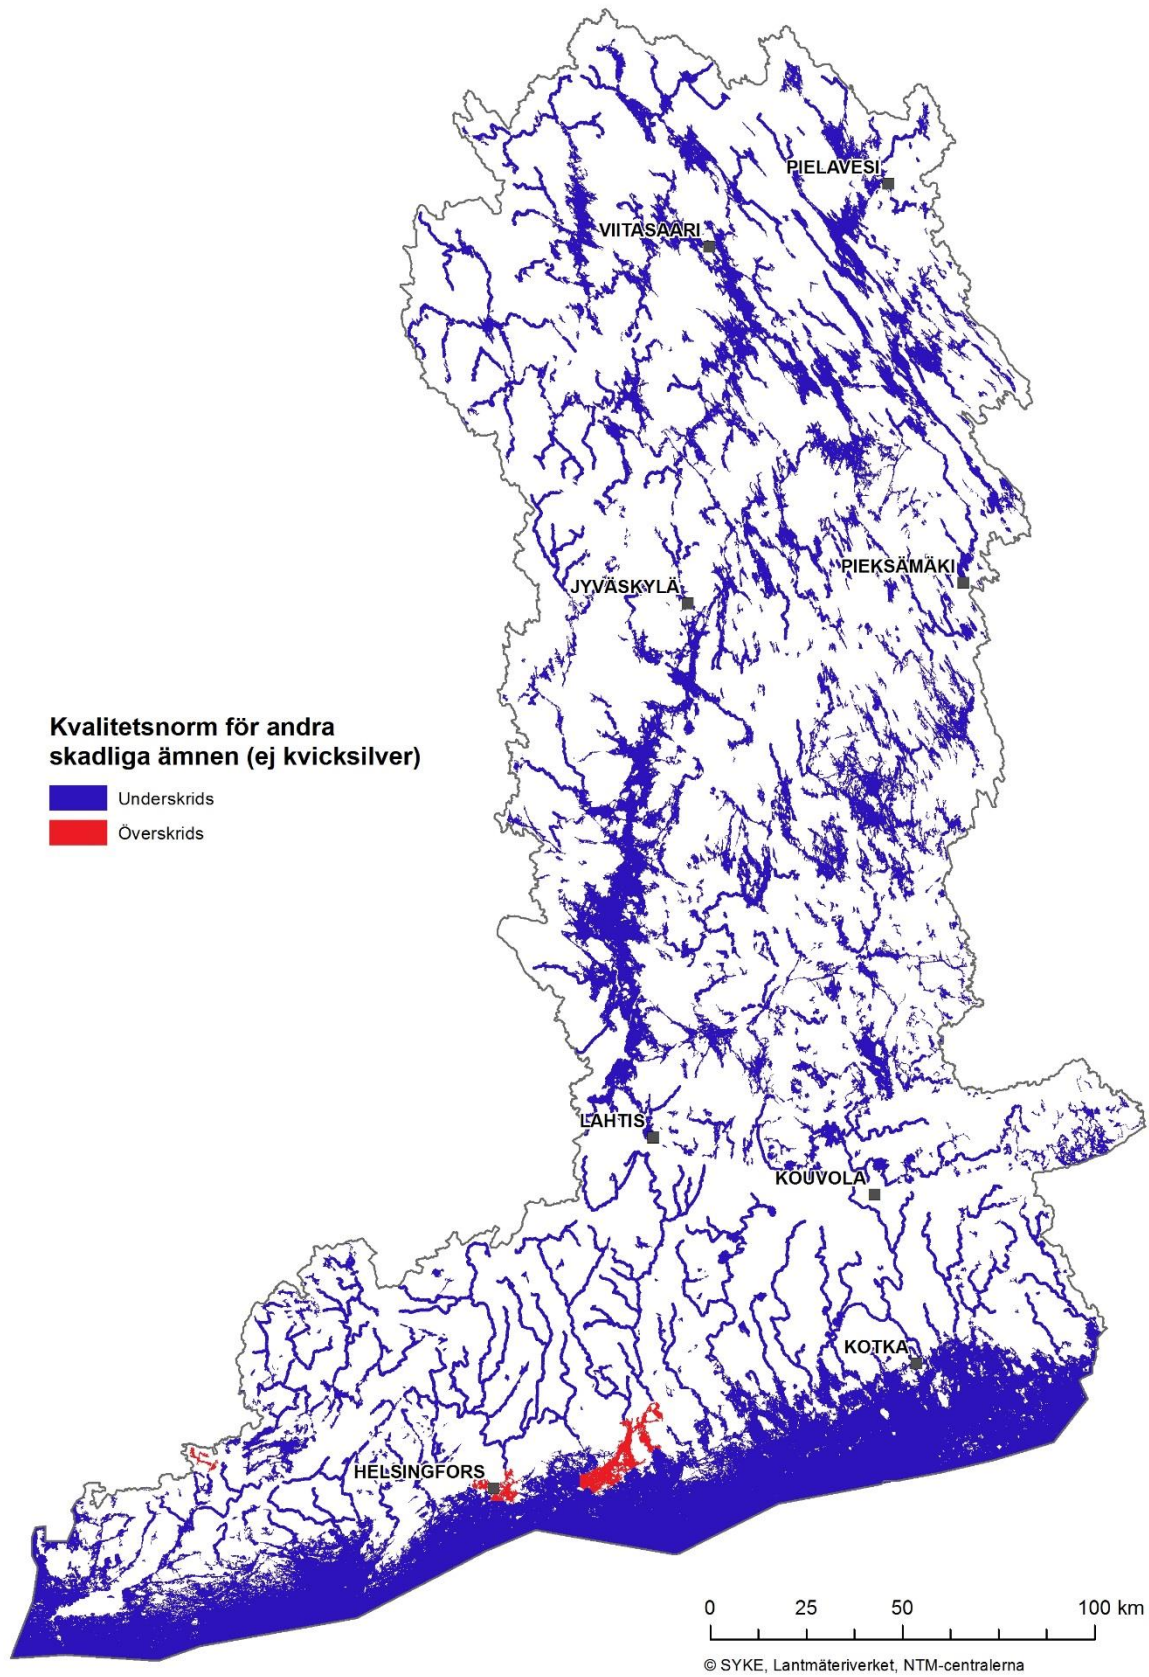 PIELAVESI
VIITASAARI
PIEKSÄMÄKI
JYVÄSKYLÄ
Kvalitetsnorm för andra
skadliga ämnen (ej kvicksilver)
Underskrids
Överskrids
LAHTIS
KOUVOLA
KOTKA
HELSINGFORS
0 25 50 100 km
© SYKE, Lantmäteriverket, NTM-centralerna